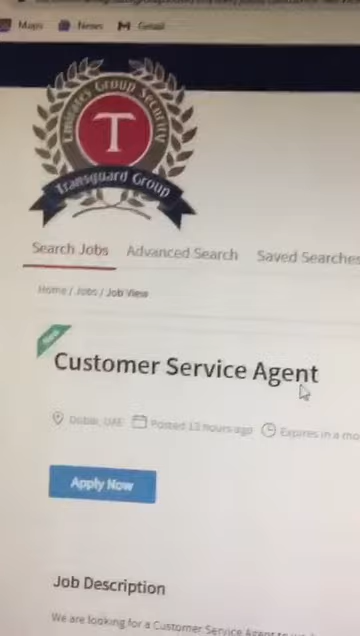 Maps News Gmail
Emirates Group Security
T
Transguard Group
Search Jobs Advanced Search Saved Searches
Home / Jobs / Job View
New
Customer Service Agent
Dubai, UAE Posted 12 hours ago Expires in a mo
Apply Now
Job Description
We are looking for a Customer Service Agent to